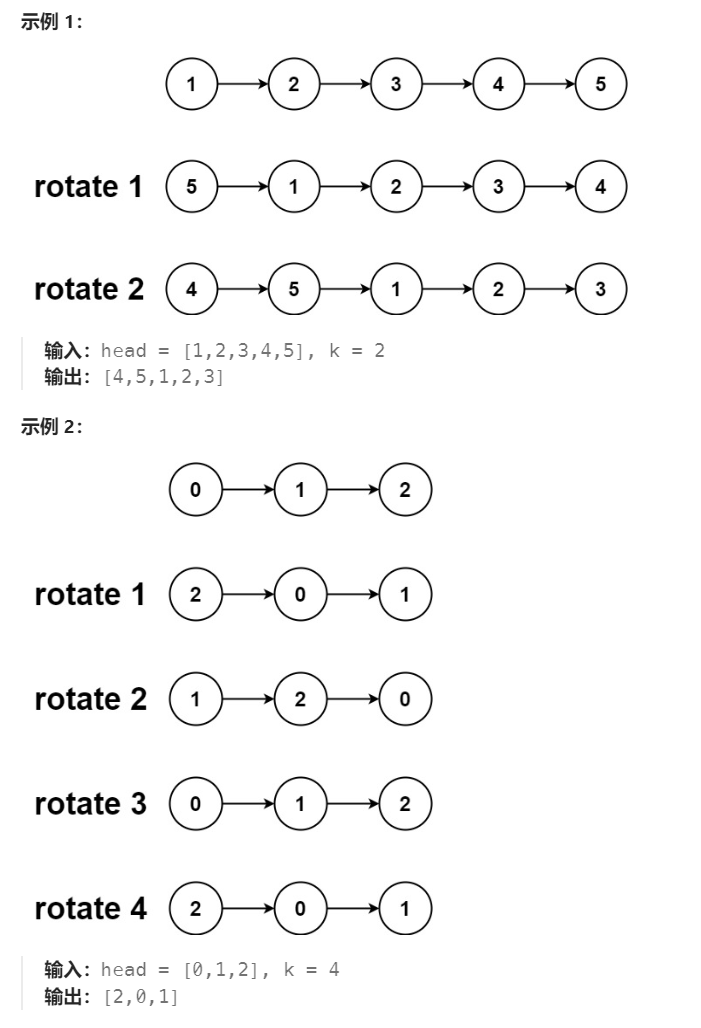 示例 1：
1 2 3 4 5
rotate 1 5 1 2 3 4
rotate 2 4 5 1 2 3
输入：head = [1,2,3,4,5], k = 2
输出：[4,5,1,2,3]
示例 2：
0 1 2
rotate 1 2 0 1
rotate 2 1 2 0
rotate 3 0 1 2
rotate 4 2 0 1
输入：head = [0,1,2], k = 4
输出：[2,0,1]